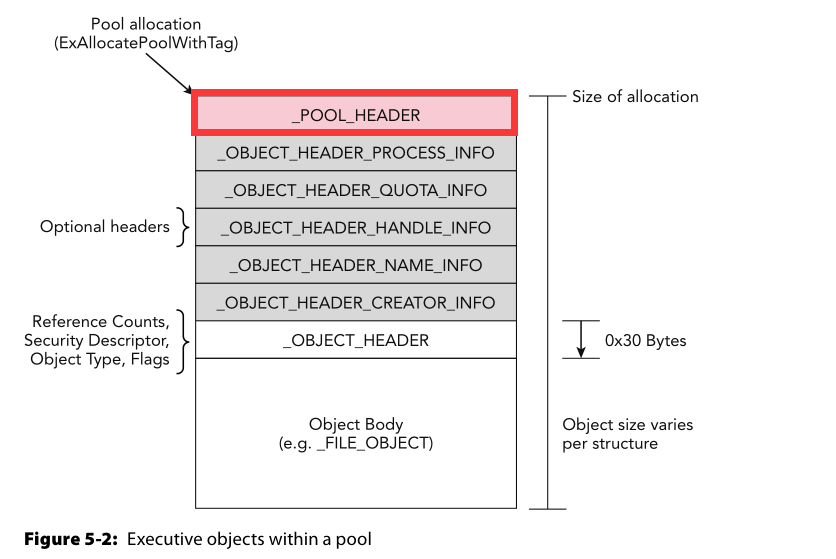 Pool allocation
(ExAllocatePoolWithTag)
Size of allocation
_POOL_HEADER
_OBJECT_HEADER_PROCESS_INFO
_OBJECT_HEADER_QUOTA_INFO
Optional headers
_OBJECT_HEADER_HANDLE_INFO
_OBJECT_HEADER_NAME_INFO
_OBJECT_HEADER_CREATOR_INFO
Reference Counts,
Security Descriptor,
Object Type, Flags
_OBJECT_HEADER
0x30 Bytes
Object Body
(e.g. _FILE_OBJECT)
Object size varies
per structure
Figure 5-2: Executive objects within a pool